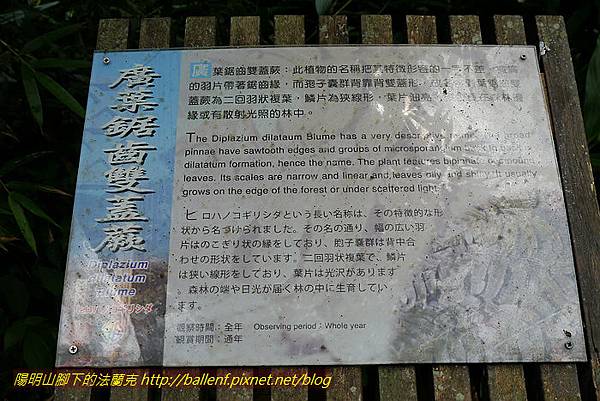 廣葉鋸齒雙蓋蕨
Diplazium
dilatatum
Blume
廣葉鋸齒雙蓋蕨：此植物的名稱把其特徵形容的一
的羽片帶著鋸齒緣，而孢子囊群背靠背雙蓋形，
蓋蕨為二回羽狀複葉，鱗片為狹線形，葉片油亮，
緣或有散射光照的林中。
The Diplazium dilataum Blume has a very descriptive
pinnae have sawtooth edges and groups of microsporangium
dilatatum formation, hence the name. The plant features bipinnate compound
leaves. Its scales are narrow and linear and leaves oily and shiny. It usually
grows on the edge of the forest or under scattered light.
ヒロハノコギリシダという長い名称は、その特徴的な形
状から名づけられました。その名の通り、幅の広い羽
片はのこぎり状の縁をしており、胞子嚢群は背中合
わせの形状をしています。二回羽状複葉で、鱗片
は狭い線形をしており、葉片は光沢があります
。森林の端や日光が届く林の中に生育してい
ます。
觀察時間：全年 Observing period：Whole year
観賞期間：通年
陽明山腳下的法蘭克 http://ballenf.pixnet.net/blog